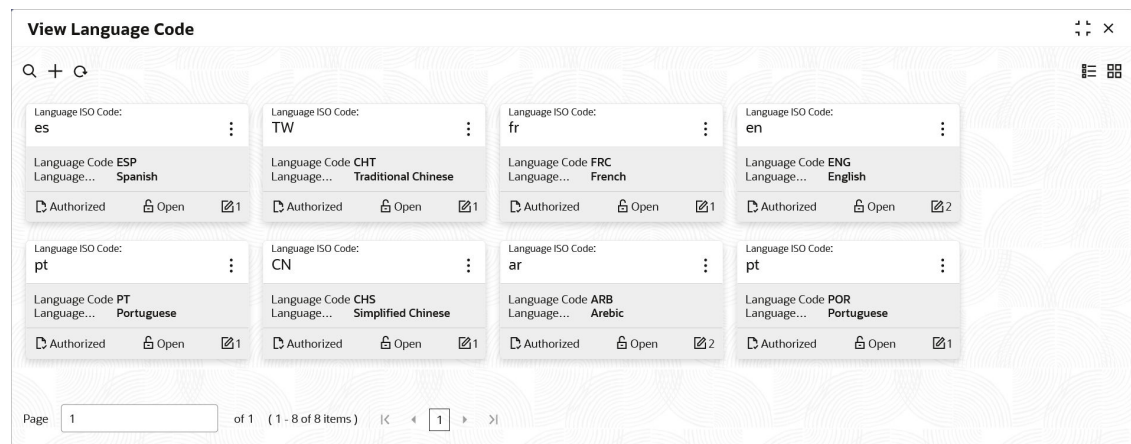 View Language Code
Language ISO Code:
es
Language Code ESP
Language... Spanish
Authorized Open 1
Language ISO Code:
TW
Language Code CHT
Language... Traditional Chinese
Authorized Open 1
Language ISO Code:
fr
Language Code FRC
Language... French
Authorized Open 1
Language ISO Code:
en
Language Code ENG
Language... English
Authorized Open 2
Language ISO Code:
pt
Language Code PT
Language... Portuguese
Authorized Open 1
Language ISO Code:
CN
Language Code CHS
Language... Simplified Chinese
Authorized Open 1
Language ISO Code:
ar
Language Code ARB
Language... Arebic
Authorized Open 2
Language ISO Code:
pt
Language Code POR
Language... Portuguese
Authorized Open 1
Page 1 of 1 ( 1 - 8 of 8 items ) 1